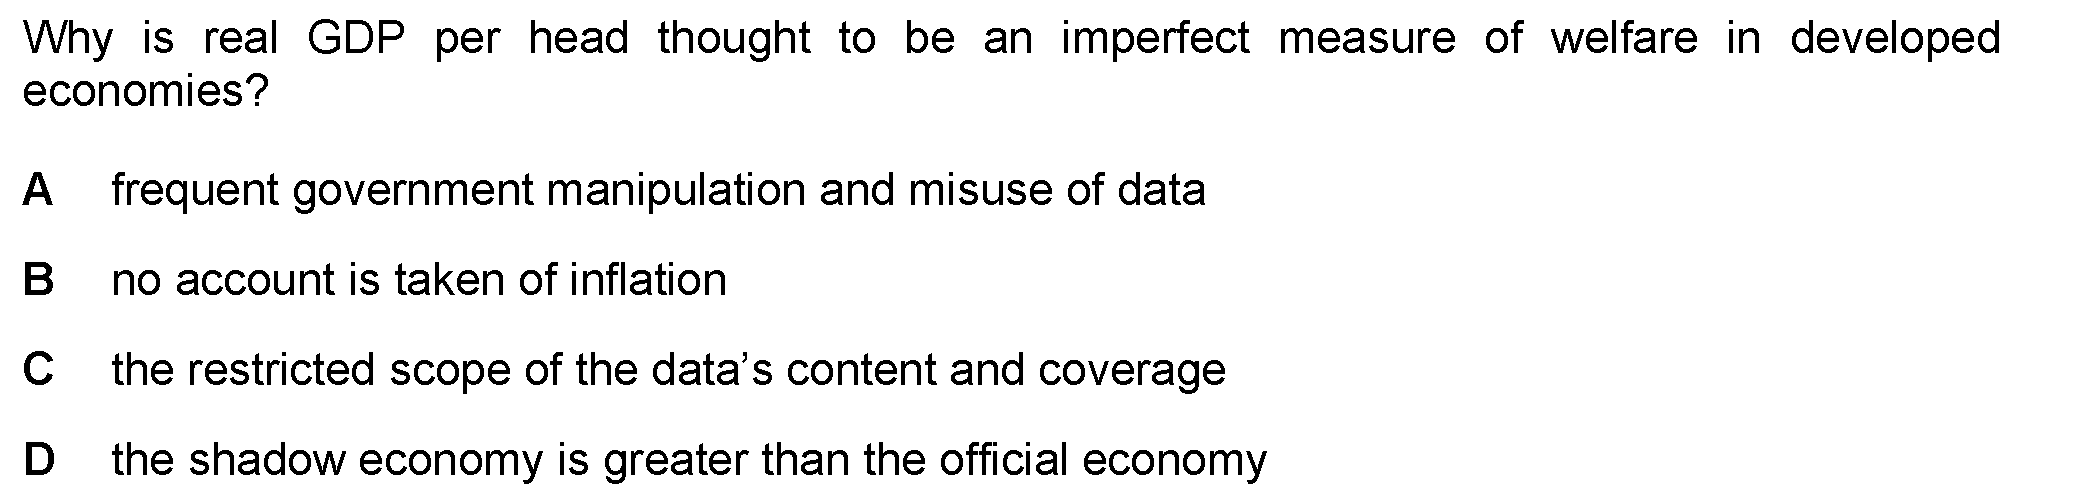 Why is real GDP per head thought to be an imperfect measure of welfare in developed
economies?
A frequent government manipulation and misuse of data
B no account is taken of inflation
C the restricted scope of the data’s content and coverage
D the shadow economy is greater than the official economy